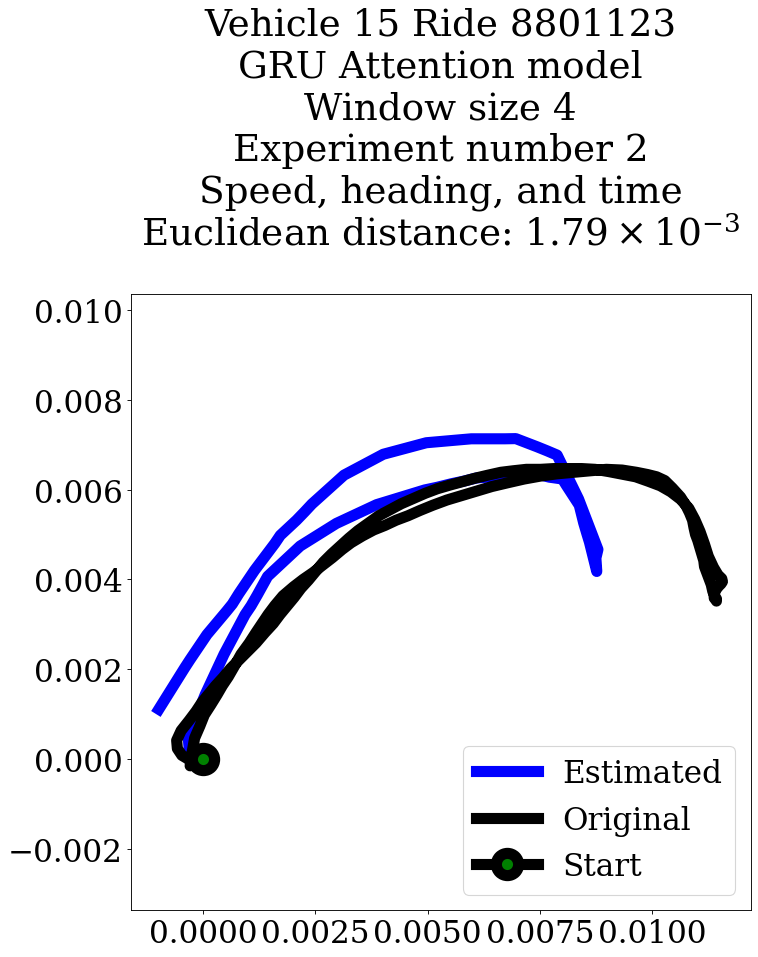 Vehicle 15 Ride 8801123
GRU Attention model
Window size 4
Experiment number 2
Speed, heading, and time
Euclidean distance: 1.79 × 10⁻³
0.010
0.008
0.006
0.004
0.002
0.000
−0.002
Estimated
Original
Start
0.0000 0.0025 0.0050 0.0075 0.0100